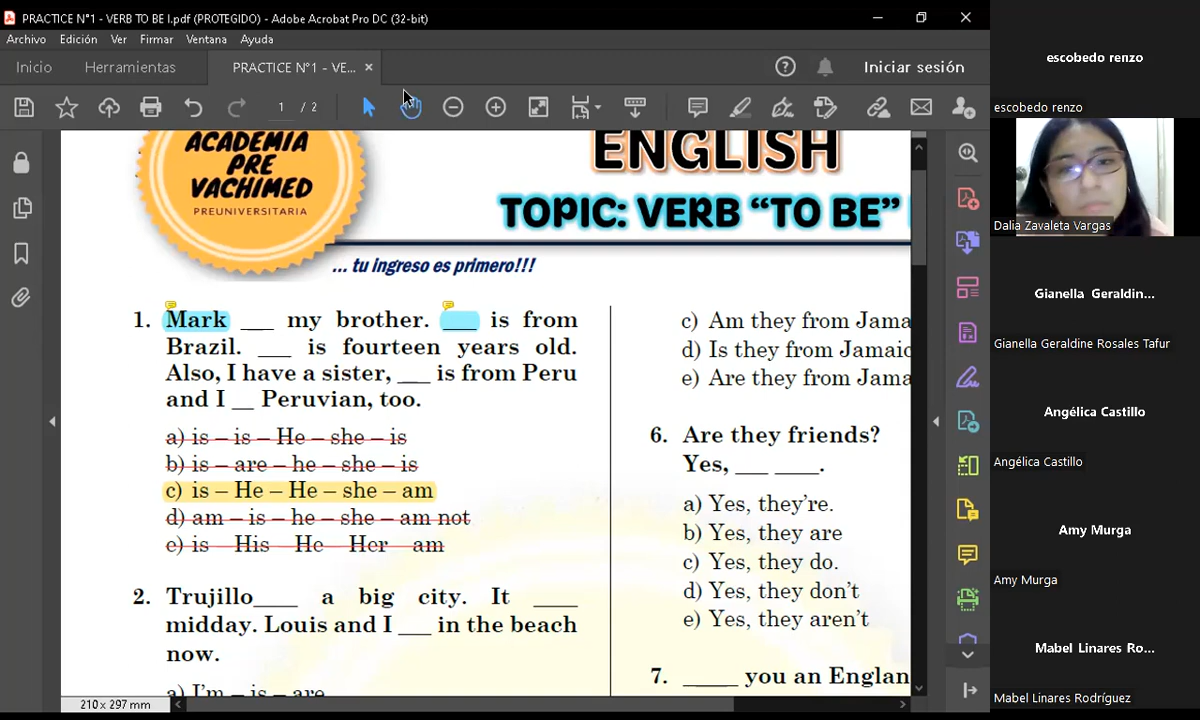 PRACTICE N°1 - VERB TO BE I.pdf (PROTEGIDO) - Adobe Acrobat Pro DC (32-bit)
Archivo Edición Ver Firmar Ventana Ayuda
Inicio Herramientas PRACTICE N°1 - VE... × Iniciar sesión
1 / 2
ACADEMIA
PRE
VACHIMED
PREUNIVERSITARIA
ENGLISH
TOPIC: VERB “TO BE”
... tu ingreso es primero!!!
1. Mark ___ my brother. ___ is from
Brazil. ___ is fourteen years old.
Also, I have a sister, ___ is from Peru
and I __ Peruvian, too.
a) is – is – He – she – is
b) is – are – he – she – is
c) is – He – He – she – am
d) am – is – he – she – am not
e) is – His – He – Her – am
2. Trujillo____ a big city. It ____
midday. Louis and I ___ in the beach
now.
a) I'm – is – are
c) Am they from Jama
d) Is they from Jamaic
e) Are they from Jama
6. Are they friends?
Yes, ___ ____.
a) Yes, they’re.
b) Yes, they are
c) Yes, they do.
d) Yes, they don’t
e) Yes, they aren’t
7. _____ you an Englan
210 x 297 mm
escobedo renzo
escobedo renzo
Dalia Zavaleta Vargas
Gianella Geraldin...
Gianella Geraldine Rosales Tafur
Angélica Castillo
Angélica Castillo
Amy Murga
Amy Murga
Mabel Linares Ro...
Mabel Linares Rodríguez